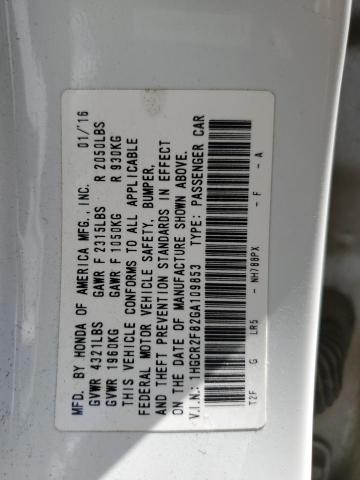 MFD. BY HONDA OF AMERICA MFG., INC. 01/'16
GVWR 4321LBS GAWR F 2315LBS R 2050LBS
GVWR 1960KG GAWR F 1050KG R 930KG
THIS VEHICLE CONFORMS TO ALL APPLICABLE
FEDERAL MOTOR VEHICLE SAFETY, BUMPER,
AND THEFT PREVENTION STANDARDS IN EFFECT
ON THE DATE OF MANUFACTURE SHOWN ABOVE.
V.I.N.: 1HGCR2F82GA109853 TYPE: PASSENGER CAR
T2F G LR5 - NH788PX - F - A